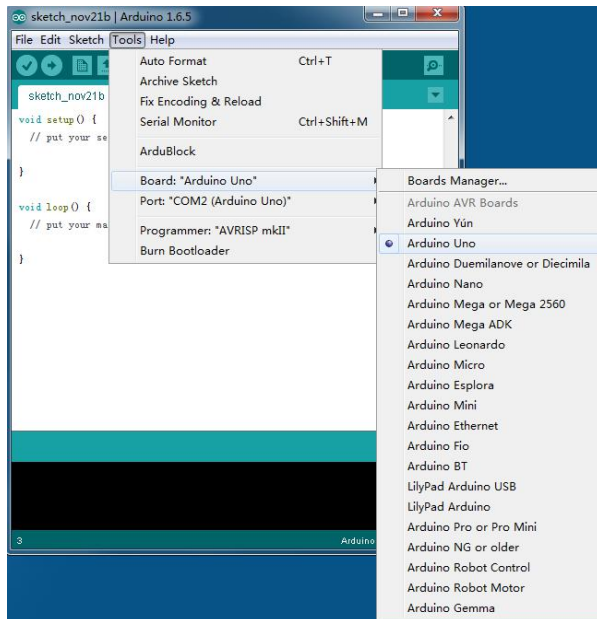 sketch_nov21b | Arduino 1.6.5
File Edit Sketch Tools Help
sketch_nov21b
void setup() {
// put your se
}
void loop() {
// put your ma
}
Auto Format Ctrl+T
Archive Sketch
Fix Encoding & Reload
Serial Monitor Ctrl+Shift+M
ArduBlock
Board: "Arduino Uno"
Port: "COM2 (Arduino Uno)"
Programmer: "AVRISP mkII"
Burn Bootloader
Boards Manager...
Arduino AVR Boards
Arduino Yún
Arduino Uno
Arduino Duemilanove or Diecimila
Arduino Nano
Arduino Mega or Mega 2560
Arduino Mega ADK
Arduino Leonardo
Arduino Micro
Arduino Esplora
Arduino Mini
Arduino Ethernet
Arduino Fio
Arduino BT
LilyPad Arduino USB
LilyPad Arduino
Arduino Pro or Pro Mini
Arduino NG or older
Arduino Robot Control
Arduino Robot Motor
Arduino Gemma
3 Arduino